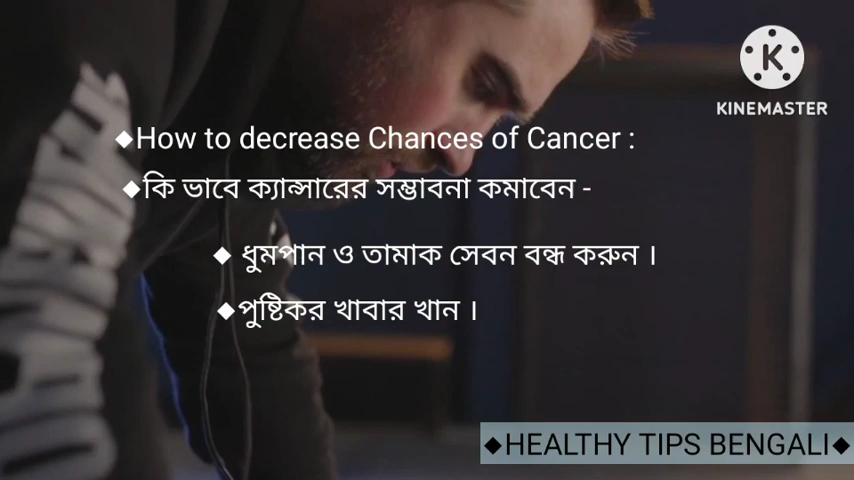 KINEMASTER
◆How to decrease Chances of Cancer :
◆কি ভাবে ক্যান্সারের সম্ভাবনা কমাবেন -
◆ ধুমপান ও তামাক সেবন বন্ধ করুন ।
◆পুষ্টিকর খাবার খান ।
◆HEALTHY TIPS BENGALI◆